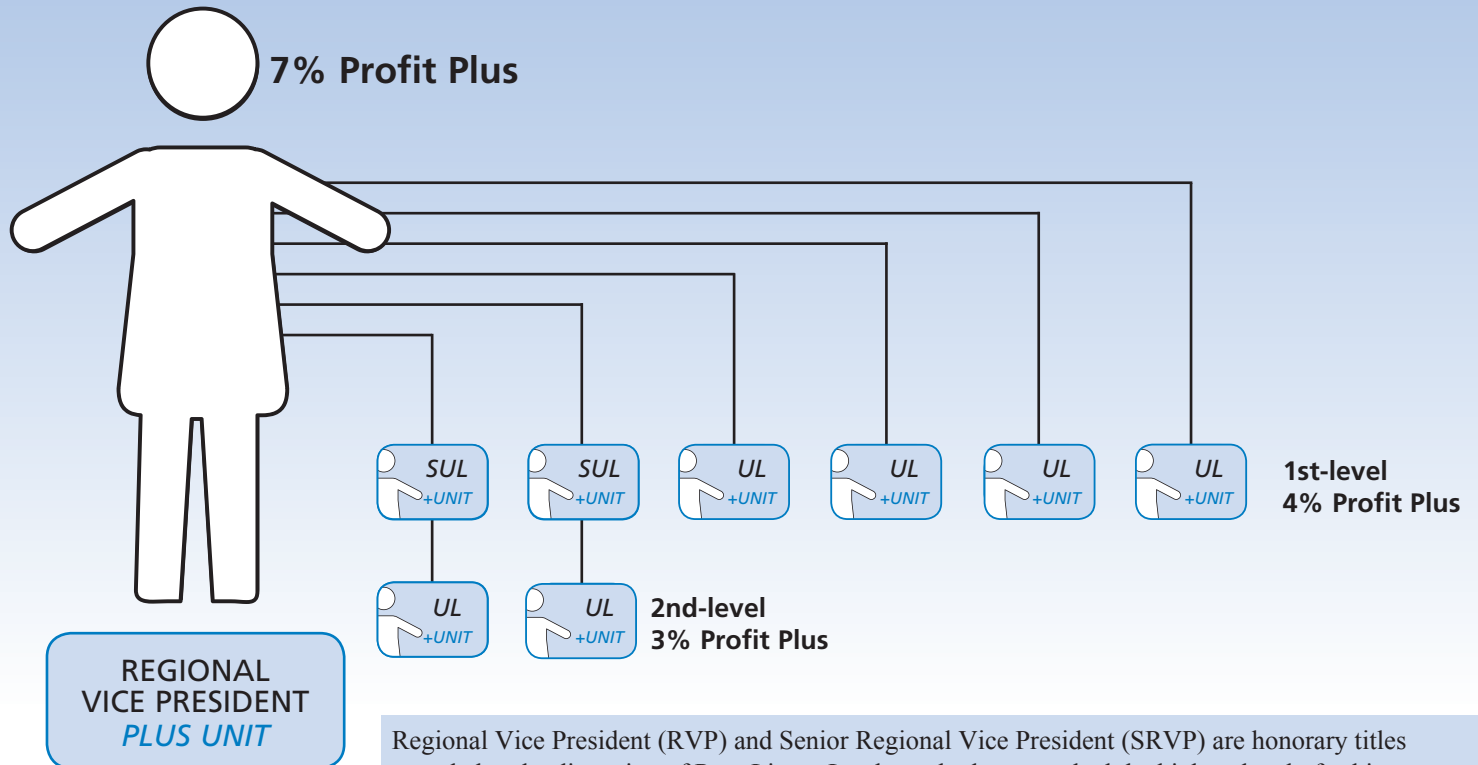 7% Profit Plus
SUL
+UNIT
SUL
+UNIT
UL
+UNIT
UL
+UNIT
UL
+UNIT
UL
+UNIT
1st-level
4% Profit Plus
UL
+UNIT
UL
+UNIT
2nd-level
3% Profit Plus
REGIONAL
VICE PRESIDENT
PLUS UNIT
Regional Vice President (RVP) and Senior Regional Vice President (SRVP) are honorary titles